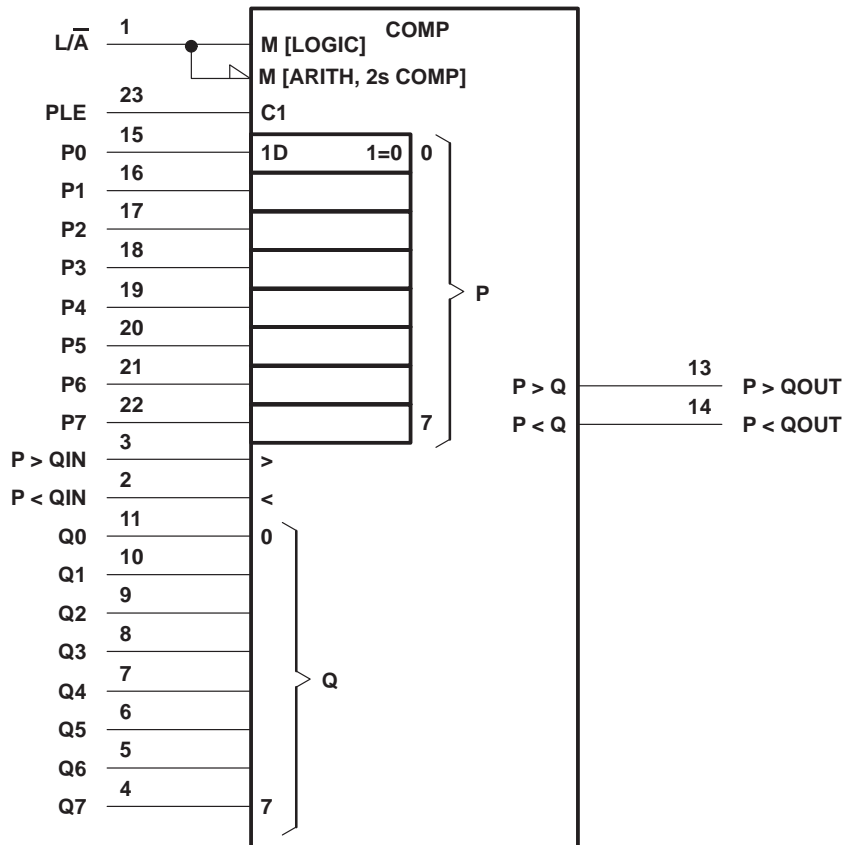 COMP
L/A̅ 1 M [LOGIC]
M [ARITH, 2s COMP]
PLE 23 C1
P0 15 1D 1=0 0
P1 16
P2 17
P3 18
P4 19
P
P5 20
P6 21
P > Q 13 P > QOUT
P7 22 7
P < Q 14 P < QOUT
P > QIN 3 >
P < QIN 2 <
Q0 11 0
Q1 10
Q2 9
Q3 8
Q
Q4 7
Q5 6
Q6 5
Q7 4 7